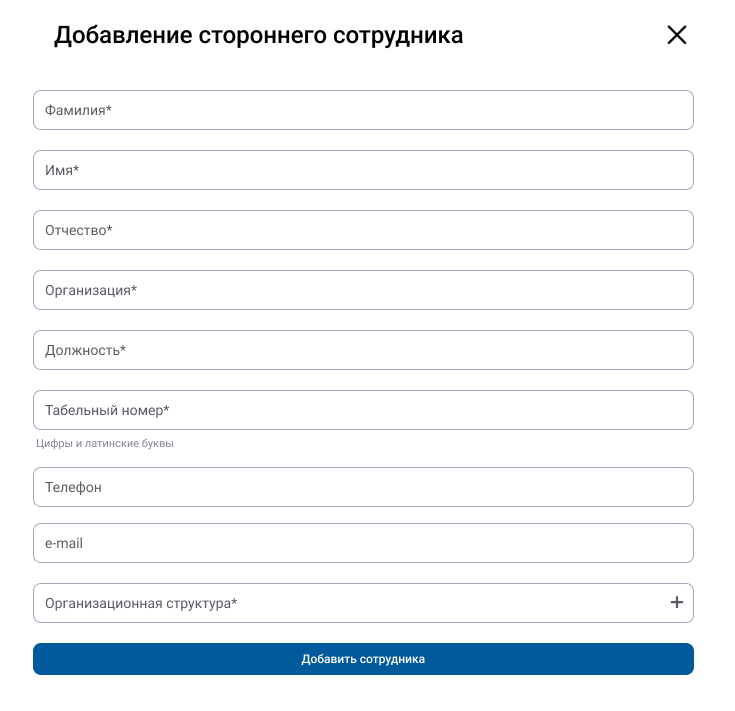 Добавление стороннего сотрудника
Фамилия*
Имя*
Отчество*
Организация*
Должность*
Табельный номер*
Цифры и латинские буквы
Телефон
e-mail
Организационная структура*
Добавить сотрудника